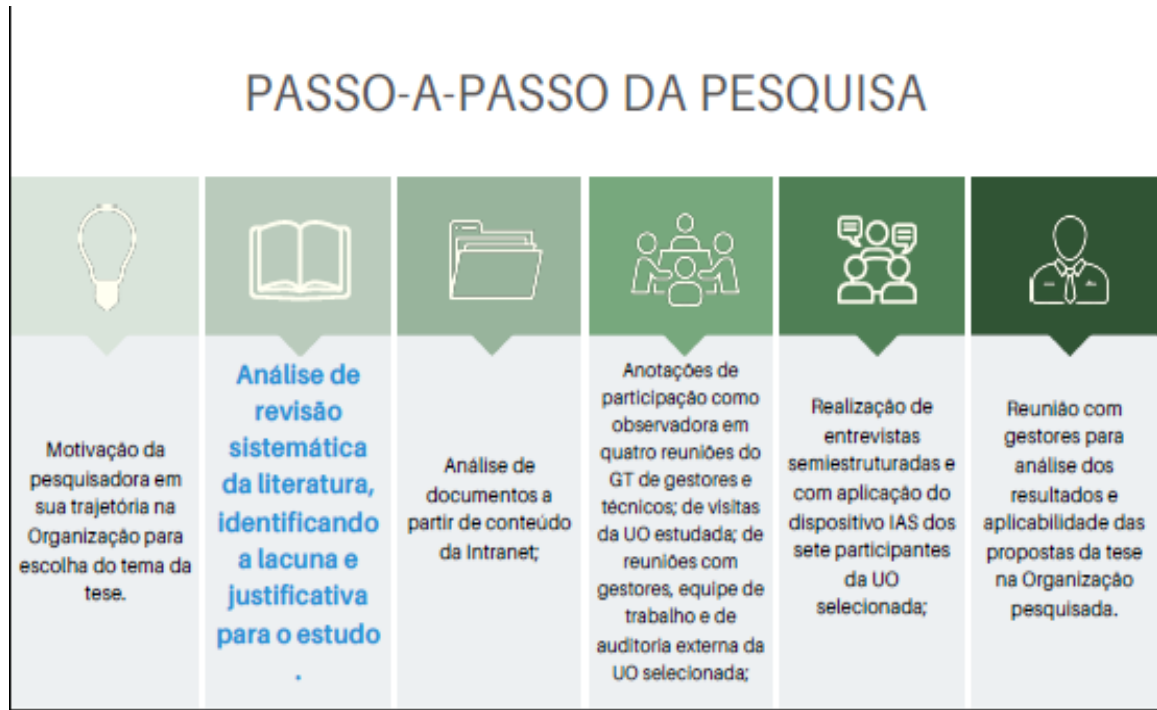 PASSO-A-PASSO DA PESQUISA
Motivação da
pesquisadora em
sua trajetória na
Organização para
escolha do tema da
tese.
Análise de
revisão
sistemática
da literatura,
identificando
a lacuna e
justificativa
para o estudo
.
Análise de
documentos a
partir de conteúdo
da Intranet;
Anotações de
participação como
observadora em
quatro reuniões do
GT de gestores e
técnicos; de visitas
da UO estudada; de
reuniões com
gestores, equipe de
trabalho e de
auditoria externa da
UO selecionada;
Realização de
entrevistas
semiestruturadas e
com aplicação do
dispositivo IAS dos
sete participantes
da UO
selecionada;
Reunião com
gestores para
análise dos
resultados e
aplicabilidade das
propostas da tese
na Organização
pesquisada.